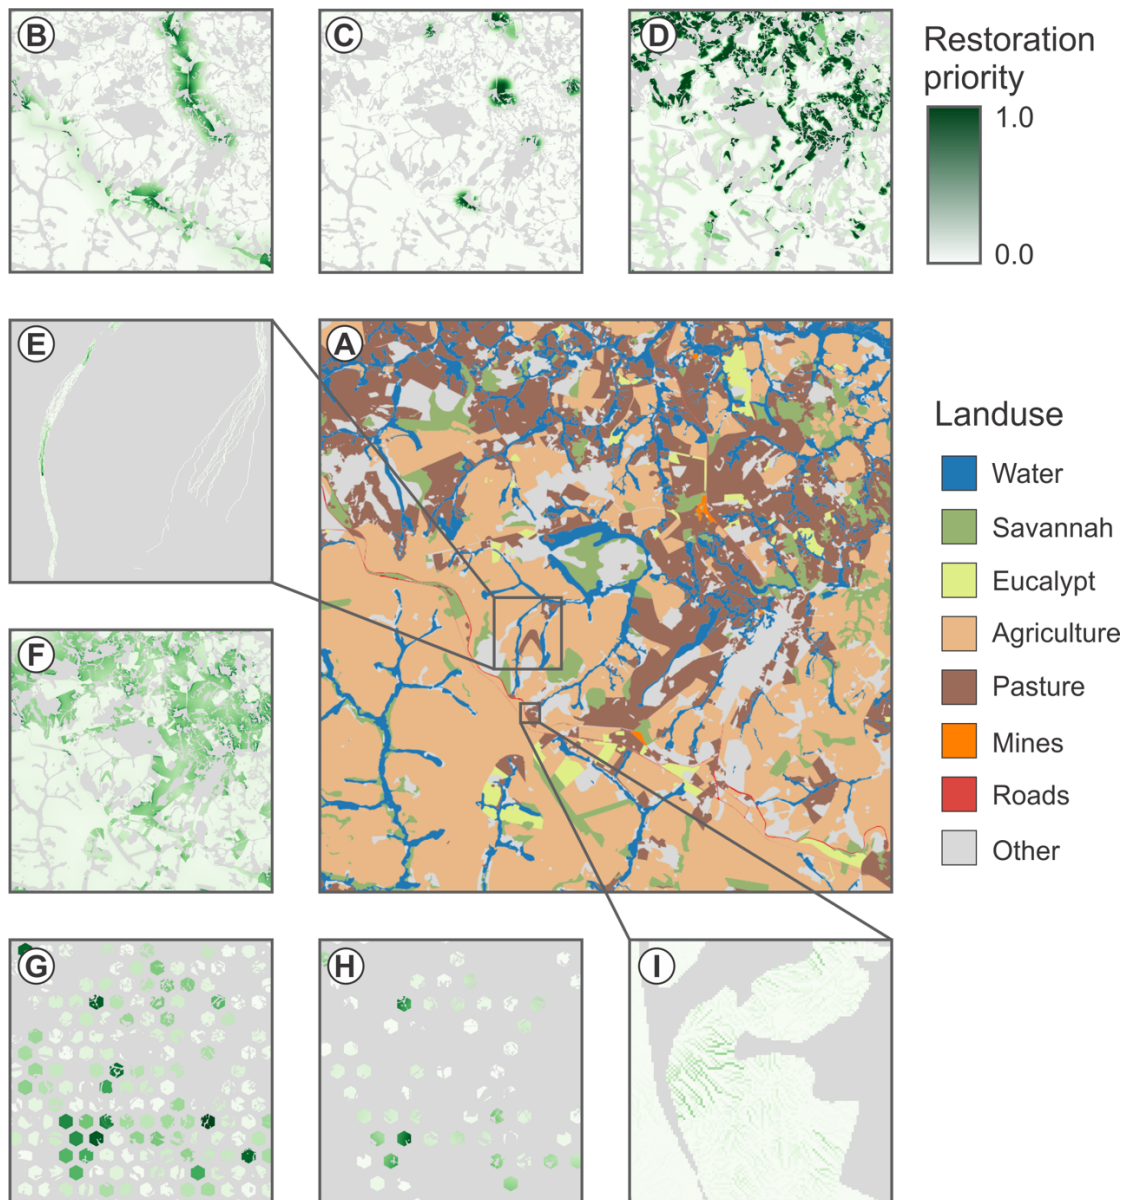 B
C
D
Restoration
priority
1.0
0.0
E
A
Landuse
Water
Savannah
Eucalypt
Agriculture
Pasture
Mines
Roads
Other
F
G
H
I